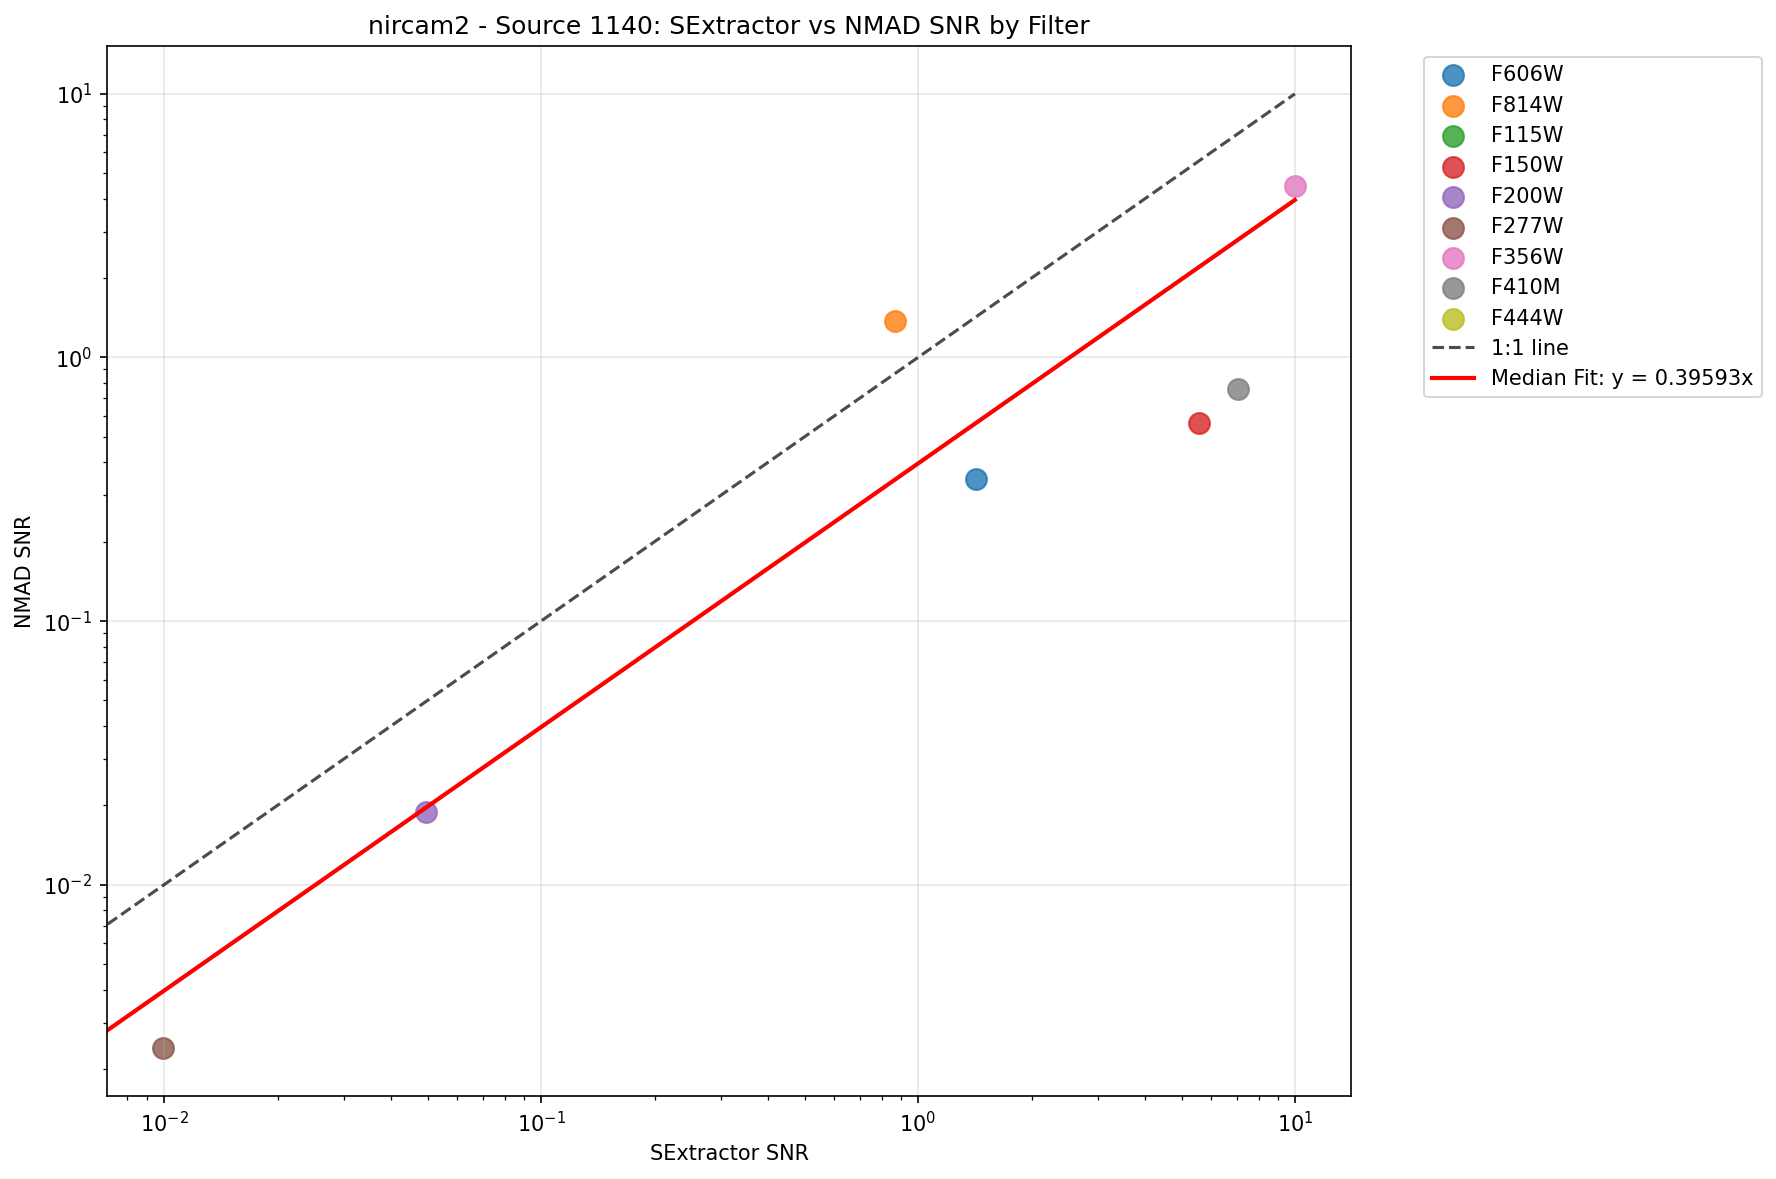 nircam2 - Source 1140: SExtractor vs NMAD SNR by Filter
NMAD SNR
10¹
10⁰
10⁻¹
10⁻²
10⁻²
10⁻¹
10⁰
10¹
SExtractor SNR
F606W
F814W
F115W
F150W
F200W
F277W
F356W
F410M
F444W
1:1 line
Median Fit: y = 0.39593x